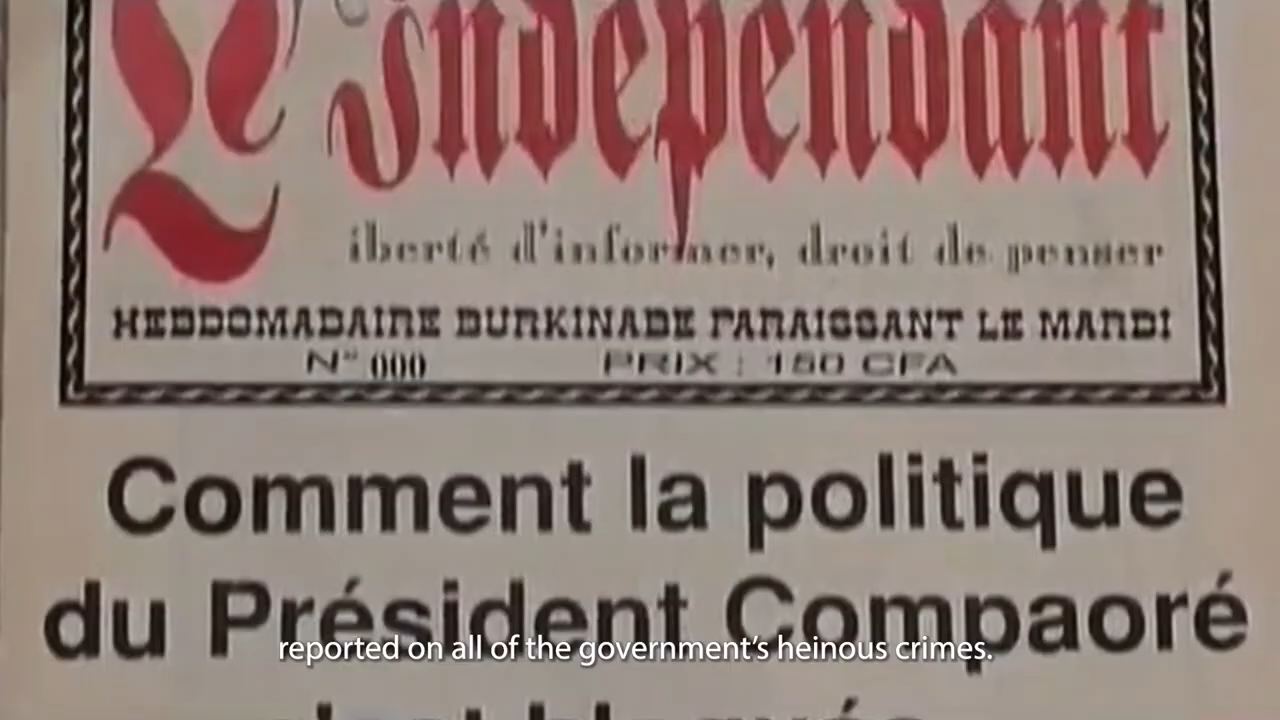 L'Indépendant
iberté d'informer, droit de penser
HEBDOMADAIRE BURKINABE PARAISSANT LE MARDI
N° 000 PRIX : 150 CFA
Comment la politique
du Président Compaoré
reported on all of the government's heinous crimes.